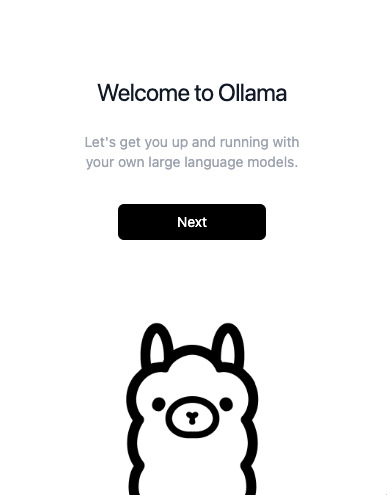 Welcome to Ollama
Let's get you up and running with
your own large language models.
Next